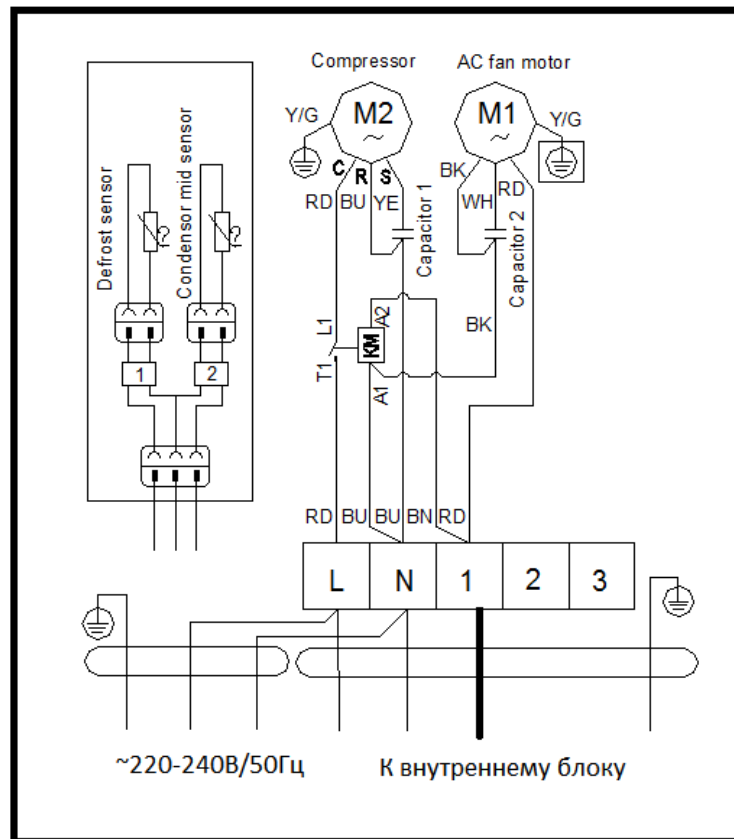 Compressor AC fan motor
Y/G M2 ~ M1 ~ Y/G
C R S BK RD
RD BU YE WH
Defrost sensor
Condensor mid sensor
? ?
Capacitor 1
Capacitor 2
L1 A2 BK
KM
T1 A1
1 2
RD BU BU BN RD
L N 1 2 3
~220-240В/50Гц К внутреннему блоку